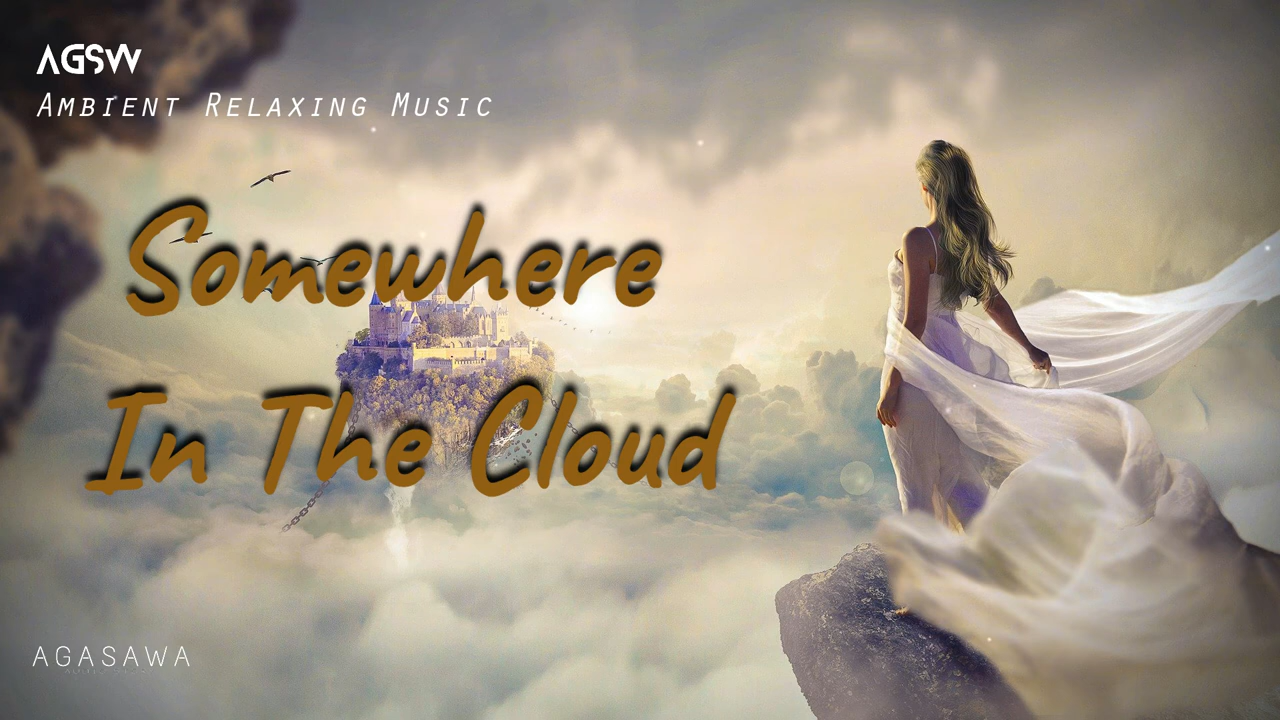 AGSW
Ambient Relaxing Music
Somewhere
In The Cloud
AGASAWA